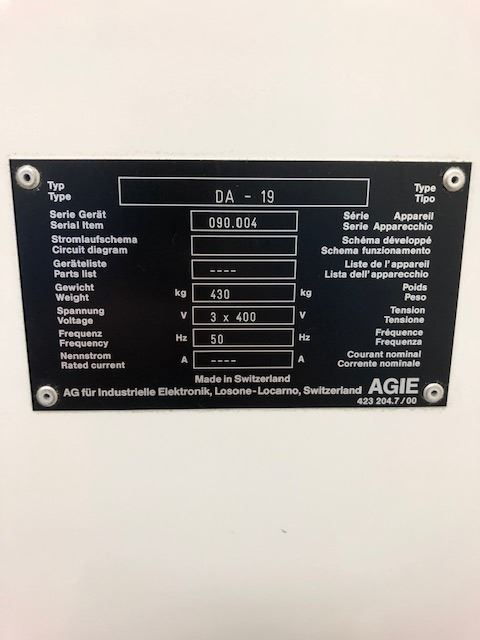 Typ
Type
DA - 19
Type
Tipo
Serie Gerät
Serial Item
090.004
Série Appareil
Serie Apparecchio
Stromlaufschema
Circuit diagram
Schéma développé
Schema funzionamento
Geräteliste
Parts list
----
Liste de l'appareil
Lista dell'apparecchio
Gewicht
Weight
kg 430 kg
Poids
Peso
Spannung
Voltage
V 3 x 400 V
Tension
Tensione
Frequenz
Frequency
Hz 50 Hz
Fréquence
Frequenza
Nennstrom
Rated current
A ---- A
Courant nominal
Corrente nominale
Made in Switzerland
AG für Industrielle Elektronik, Losone-Locarno, Switzerland AGIE
423 204.7/00